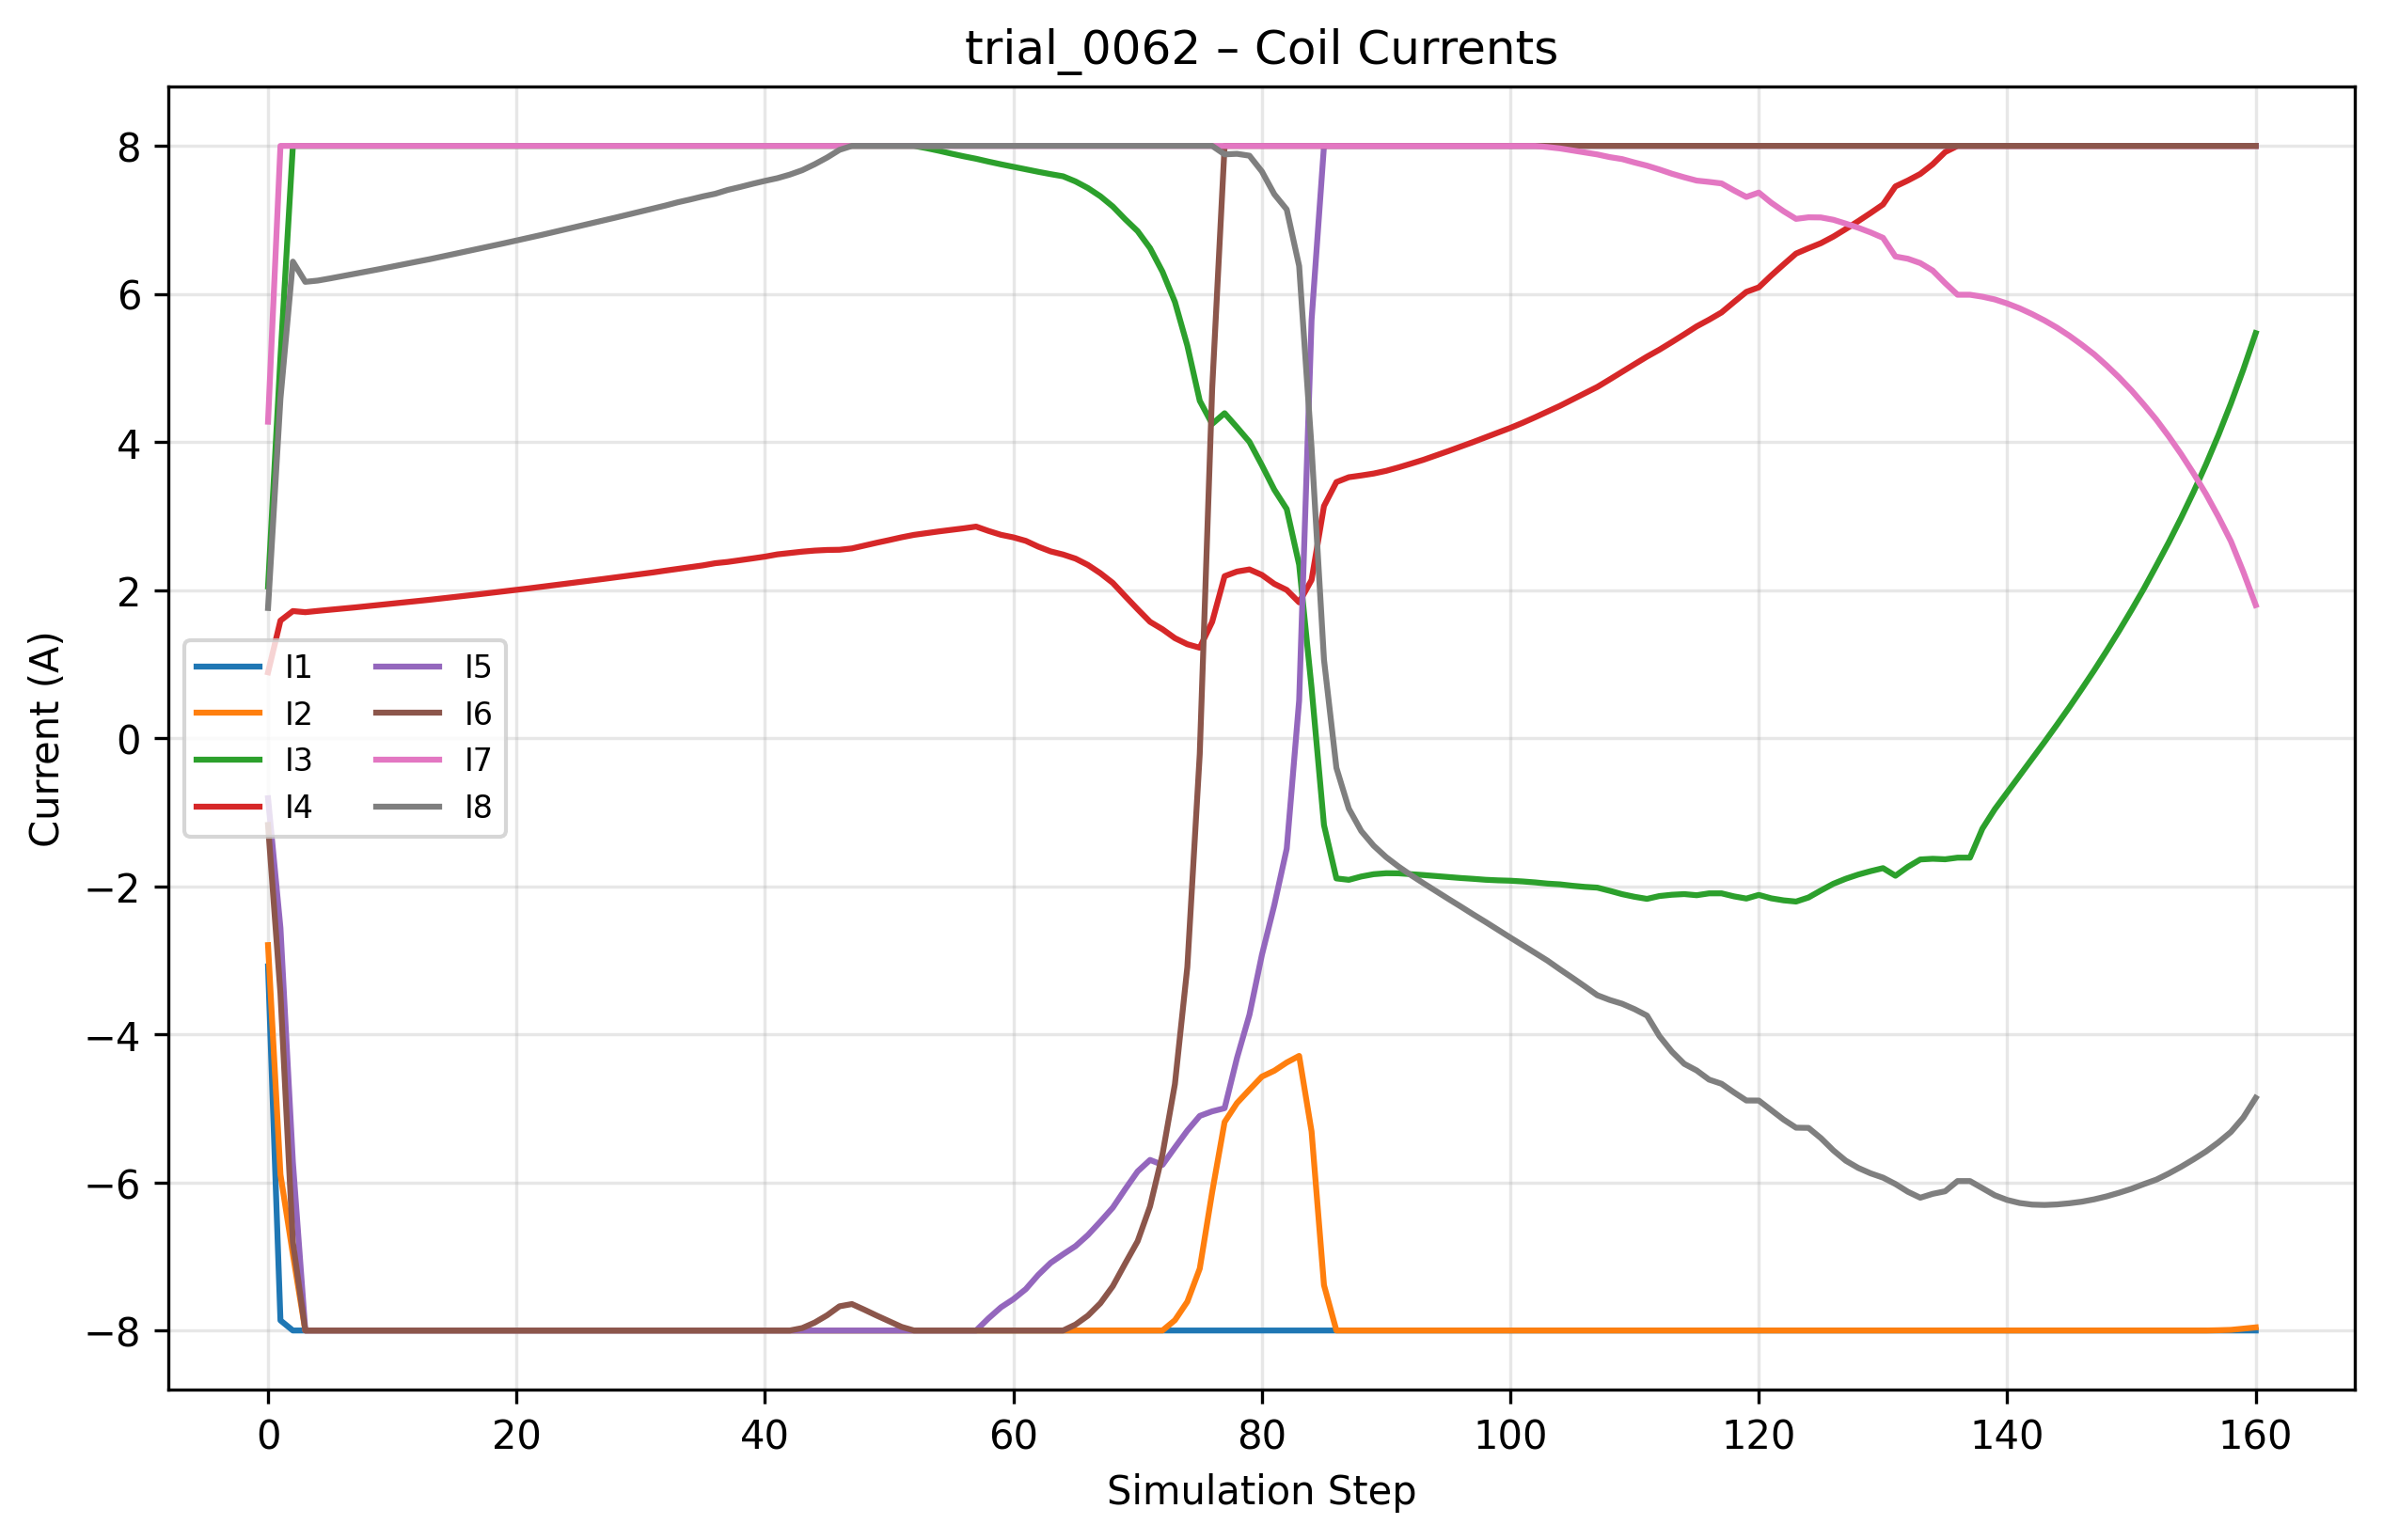 trial_0062 – Coil Currents
Current (A)
8
6
4
2
0
−2
−4
−6
−8
I1
I2
I3
I4
I5
I6
I7
I8
0 20 40 60 80 100 120 140 160
Simulation Step